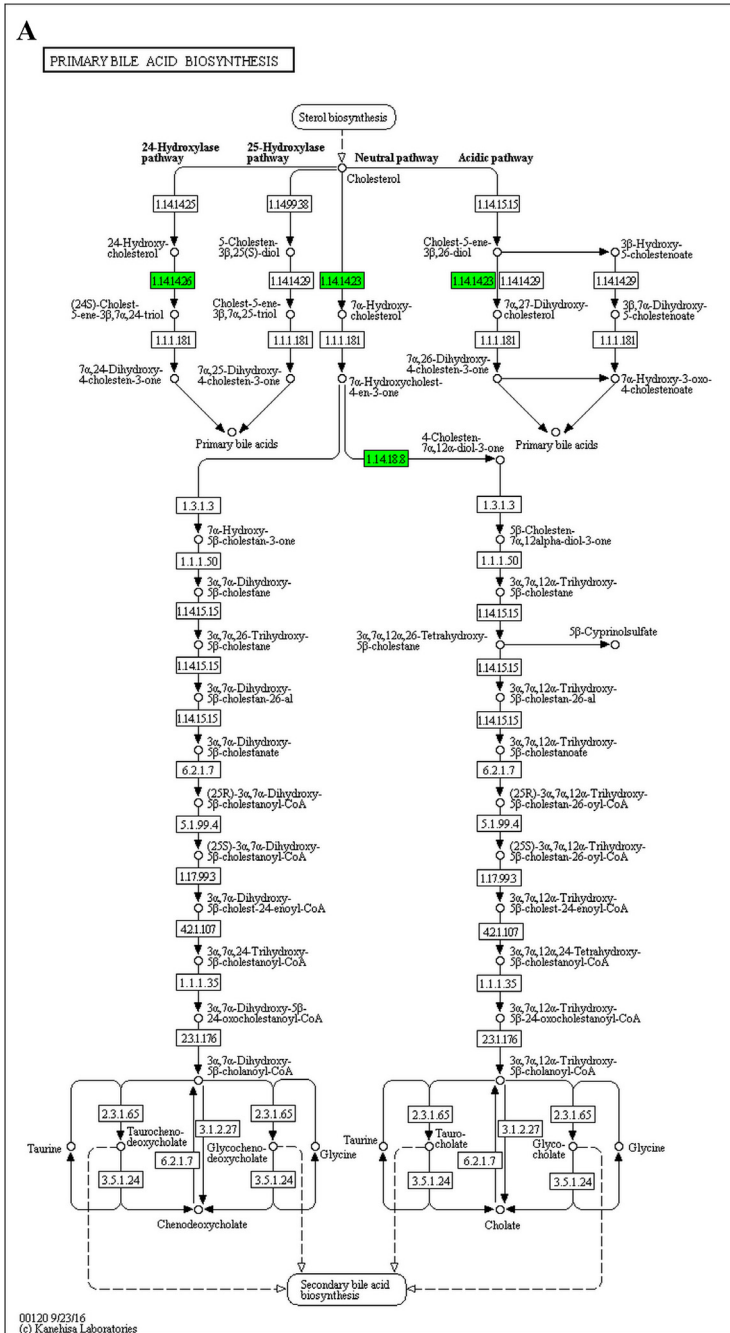 A
PRIMARY BILE ACID BIOSYNTHESIS
Sterol biosynthesis
24-Hydroxylase
pathway
25-Hydroxylase
pathway
Neutral pathway
Acidic pathway
Cholesterol
1.14.14.25
1.14.99.38
1.14.15.15
24-Hydroxy-
cholesterol
5-Cholesten-
3β,25(S)-diol
Cholest-5-ene-
3β,26-diol
3β-Hydroxy-
5-cholestenoate
1.14.14.26
1.14.14.29
1.14.14.23
1.14.14.23
1.14.14.29
1.14.14.29
(24S)-Cholest-
5-ene-3β,7α,24-triol
Cholest-5-ene-
3β,7α,25-triol
7α-Hydroxy-
cholesterol
7α,27-Dihydroxy-
cholesterol
3β,7α-Dihydroxy-
5-cholestenoate
1.1.1.181
1.1.1.181
1.1.1.181
1.1.1.181
1.1.1.181
7α,24-Dihydroxy-
4-cholesten-3-one
7α,25-Dihydroxy-
4-cholesten-3-one
7α-Hydroxycholest-
4-en-3-one
7α,26-Dihydroxy-
4-cholesten-3-one
7α-Hydroxy-3-oxo-
4-cholestenoate
Primary bile acids
Primary bile acids
1.14.18.8
4-Cholesten-
7α,12α-diol-3-one
1.3.1.3
1.3.1.3
7α-Hydroxy-
5β-cholestan-3-one
5β-Cholesten-
7α,12alpha-diol-3-one
1.1.1.50
1.1.1.50
3α,7α-Dihydroxy-
5β-cholestane
3α,7α,12α-Trihydroxy-
5β-cholestane
1.14.15.15
1.14.15.15
3α,7α,26-Trihydroxy-
5β-cholestane
3α,7α,12α,26-Tetrahydroxy-
5β-cholestane
5β-Cyprinolsulfate
1.14.15.15
1.14.15.15
3α,7α-Dihydroxy-
5β-cholestan-26-al
3α,7α,12α-Trihydroxy-
5β-cholestan-26-al
1.14.15.15
1.14.15.15
3α,7α-Dihydroxy-
5β-cholestanate
3α,7α,12α-Trihydroxy-
5β-cholestanoate
6.2.1.7
6.2.1.7
(25R)-3α,7α-Dihydroxy-
5β-cholestanoyl-CoA
(25R)-3α,7α,12α-Trihydroxy-
5β-cholestan-26-oyl-CoA
5.1.99.4
5.1.99.4
(25S)-3α,7α-Dihydroxy-
5β-cholestanoyl-CoA
(25S)-3α,7α,12α-Trihydroxy-
5β-cholestan-26-oyl-CoA
1.17.99.3
1.17.99.3
3α,7α-Dihydroxy-
5β-cholest-24-enoyl-CoA
3α,7α,12α-Trihydroxy-
5β-cholest-24-enoyl-CoA
4.2.1.107
4.2.1.107
3α,7α,24-Trihydroxy-
5β-cholestanoyl-CoA
3α,7α,12α,24-Tetrahydroxy-
5β-cholestanoyl-CoA
1.1.1.35
1.1.1.35
3α,7α-Dihydroxy-5β-
24-oxocholestanoyl-CoA
3α,7α,12α-Trihydroxy-
5β-24-oxocholestanoyl-CoA
2.3.1.176
2.3.1.176
3α,7α-Dihydroxy-
5β-cholanoyl-CoA
3α,7α,12α-Trihydroxy-
5β-cholanoyl-CoA
2.3.1.65
3.1.2.27
2.3.1.65
2.3.1.65
3.1.2.27
2.3.1.65
Taurine
Taurocheno-
deoxycholate
Glycocheno-
deoxycholate
Glycine
Taurine
Tauro-
cholate
Glyco-
cholate
Glycine
6.2.1.7
6.2.1.7
3.5.1.24
3.5.1.24
3.5.1.24
3.5.1.24
Chenodeoxycholate
Cholate
Secondary bile acid
biosynthesis
00120 9/23/16
(c) Kanehisa Laboratories